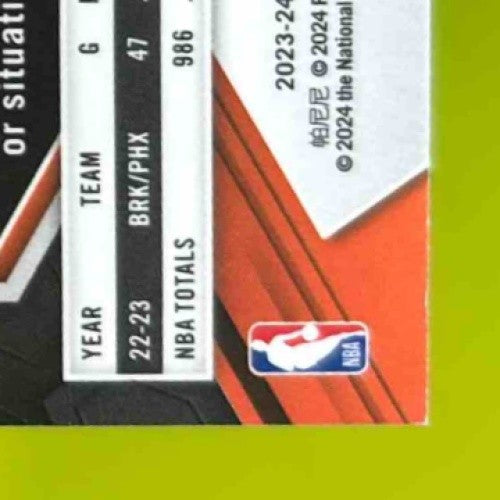 or situati
YEAR TEAM G
22-23 BRK/PHX 47
NBA TOTALS 986
2023-24
帕尼尼 © 2024 P
© 2024 the National
NBA